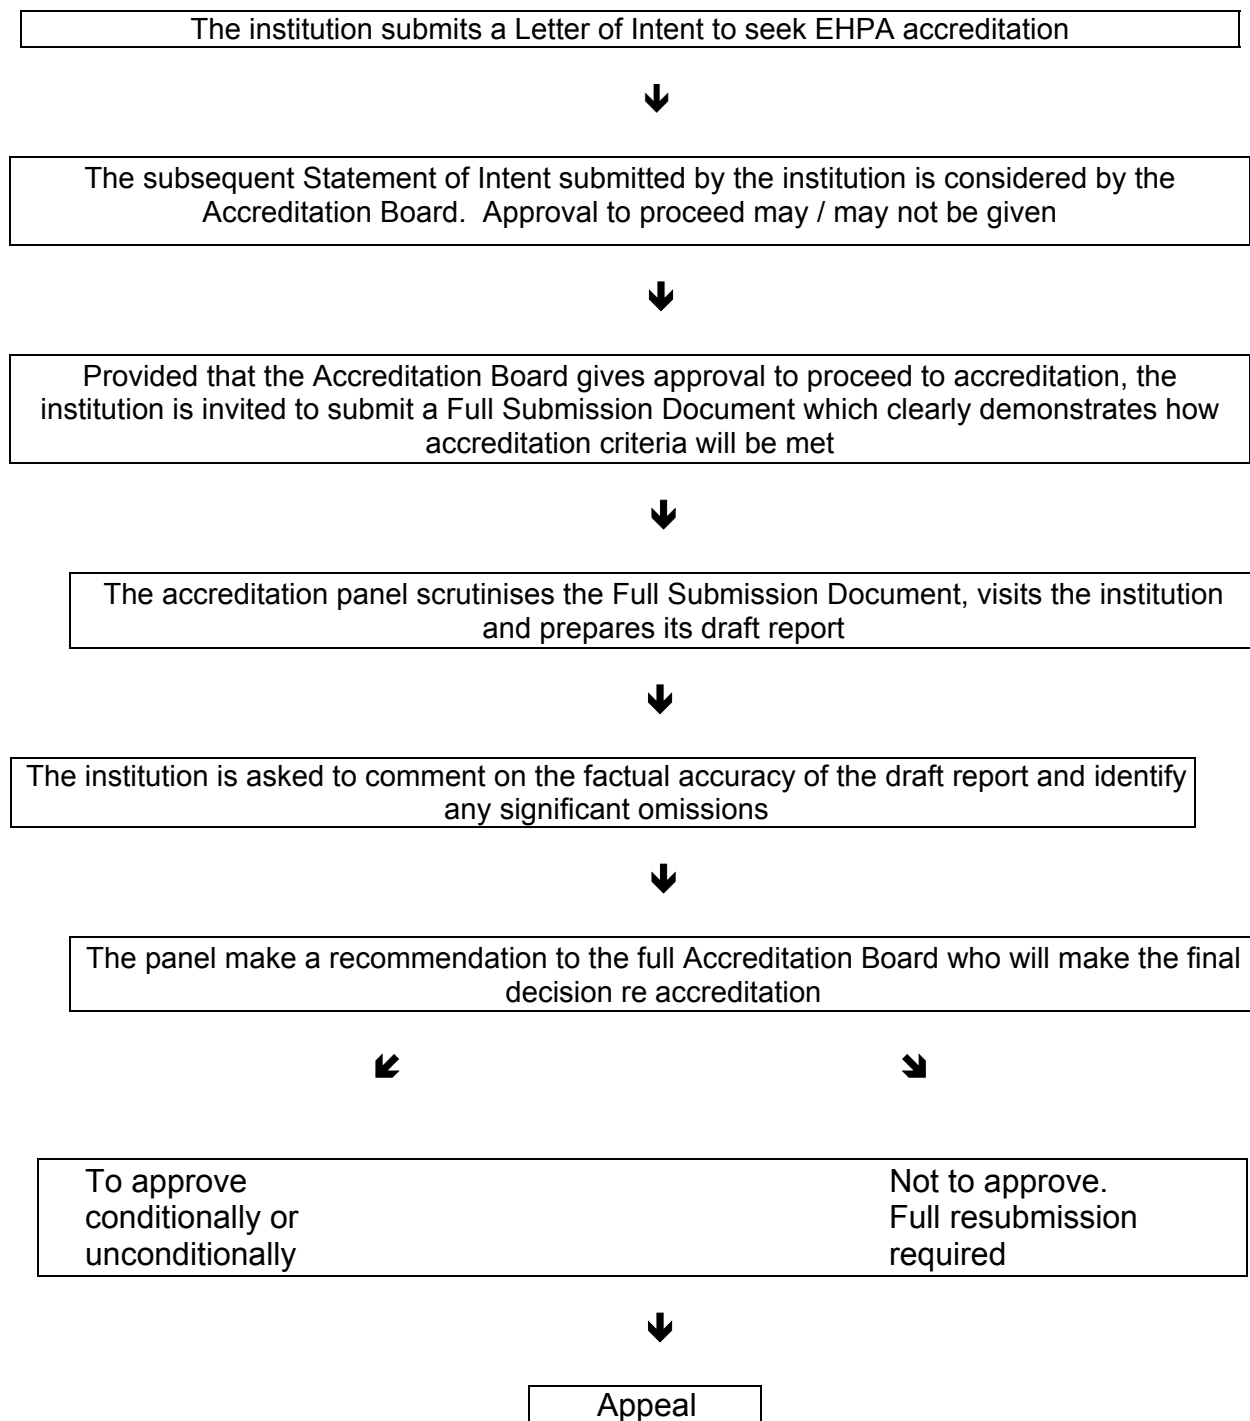 The institution submits a Letter of Intent to seek EHPA accreditation
The subsequent Statement of Intent submitted by the institution is considered by the
Accreditation Board.  Approval to proceed may / may not be given
Provided that the Accreditation Board gives approval to proceed to accreditation, the
institution is invited to submit a Full Submission Document which clearly demonstrates how
accreditation criteria will be met
The accreditation panel scrutinises the Full Submission Document, visits the institution
and prepares its draft report
The institution is asked to comment on the factual accuracy of the draft report and identify
any significant omissions
The panel make a recommendation to the full Accreditation Board who will make the final
decision re accreditation
To approve
conditionally or
unconditionally
Not to approve.
Full resubmission
required
Appeal